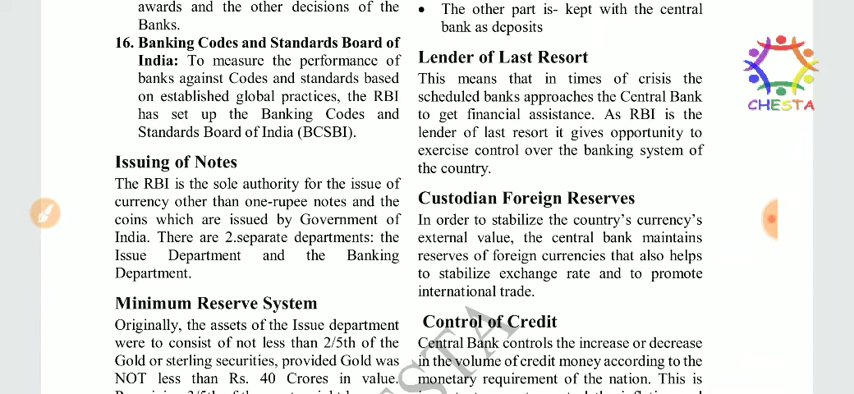 awards and the other decisions of the
Banks.
16. Banking Codes and Standards Board of
India: To measure the performance of
banks against Codes and standards based
on established global practices, the RBI
has set up the Banking Codes and
Standards Board of India (BCSBI).
Issuing of Notes
The RBI is the sole authority for the issue of
currency other than one-rupee notes and the
coins which are issued by Government of
India. There are 2.separate departments: the
Issue Department and the Banking
Department.
Minimum Reserve System
Originally, the assets of the Issue department
were to consist of not less than 2/5th of the
Gold or sterling securities, provided Gold was
NOT less than Rs. 40 Crores in value.
• The other part is- kept with the central
bank as deposits
Lender of Last Resort
This means that in times of crisis the
scheduled banks approaches the Central Bank
to get financial assistance. As RBI is the
lender of last resort it gives opportunity to
exercise control over the banking system of
the country.
Custodian Foreign Reserves
In order to stabilize the country's currency's
external value, the central bank maintains
reserves of foreign currencies that also helps
to stabilize exchange rate and to promote
international trade.
Control of Credit
Central Bank controls the increase or decrease
in the volume of credit money according to the
monetary requirement of the nation. This is
CHESTA